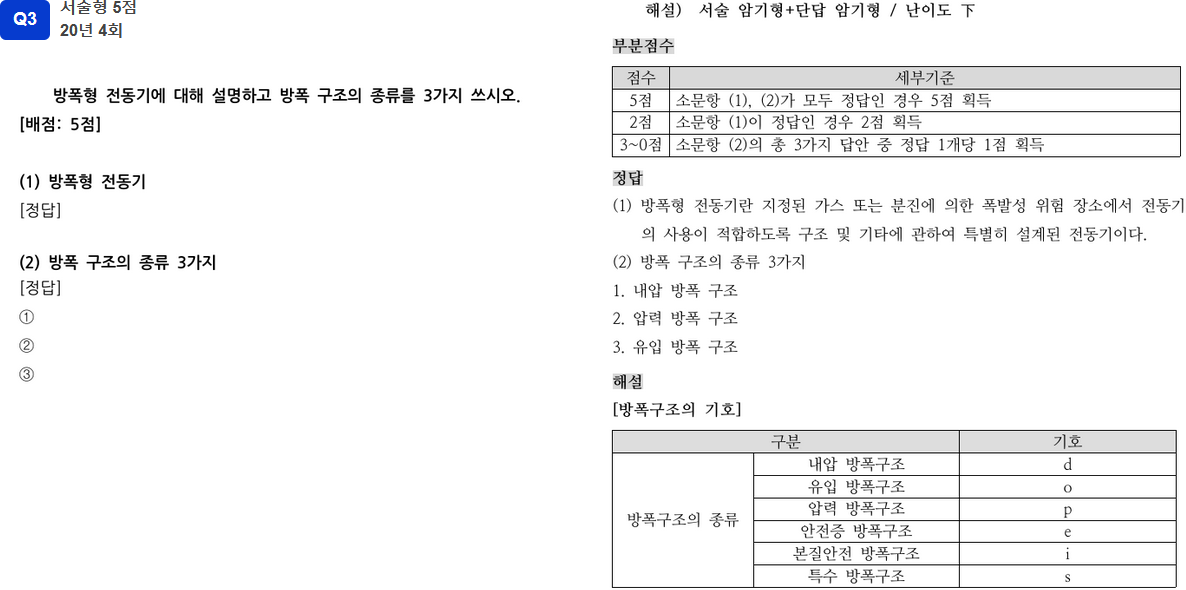 Q3
서술형 5점
20년 4회
방폭형 전동기에 대해 설명하고 방폭 구조의 종류를 3가지 쓰시오.
[배점: 5점]
(1) 방폭형 전동기
[정답]
(2) 방폭 구조의 종류 3가지
[정답]
①
②
③
해설) 서술 암기형+단답 암기형 / 난이도 下
부분점수
점수 세부기준
5점 소문항 (1), (2)가 모두 정답인 경우 5점 획득
2점 소문항 (1)이 정답인 경우 2점 획득
3~0점 소문항 (2)의 총 3가지 답안 중 정답 1개당 1점 획득
정답
(1) 방폭형 전동기란 지정된 가스 또는 분진에 의한 폭발성 위험 장소에서 전동기
의 사용이 적합하도록 구조 및 기타에 관하여 특별히 설계된 전동기이다.
(2) 방폭 구조의 종류 3가지
1. 내압 방폭 구조
2. 압력 방폭 구조
3. 유입 방폭 구조
해설
[방폭구조의 기호]
구분 기호
방폭구조의 종류
내압 방폭구조 d
유입 방폭구조 o
압력 방폭구조 p
안전증 방폭구조 e
본질안전 방폭구조 i
특수 방폭구조 s